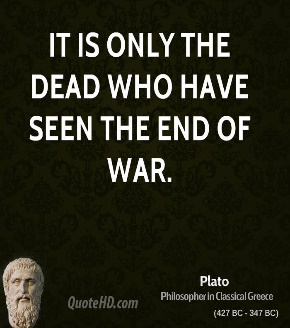 IT IS ONLY THE
DEAD WHO HAVE
SEEN THE END OF
WAR.
Plato
Philosopher in Classical Greece
(427 BC - 347 BC)
QuoteHD.com